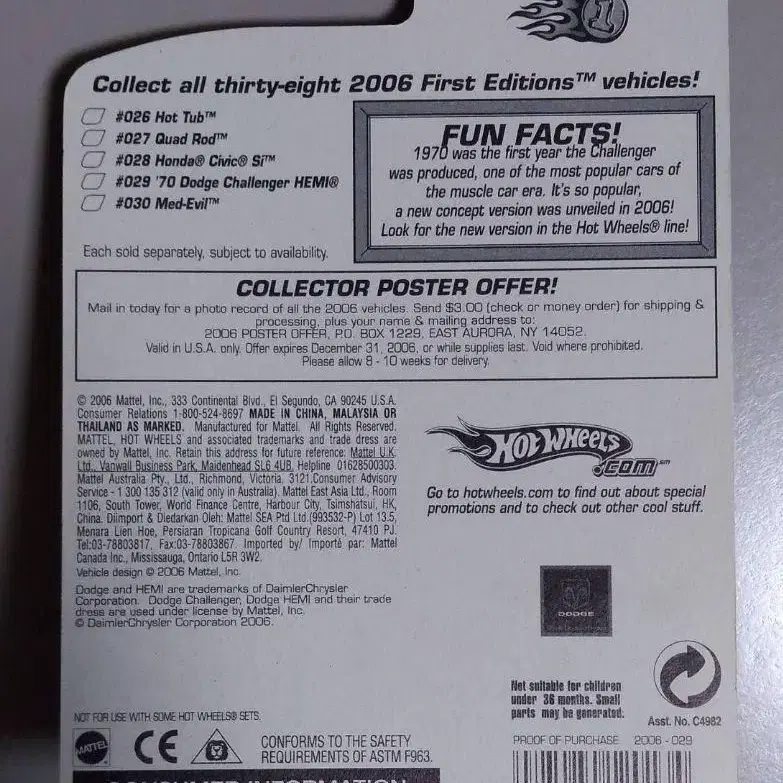 1
Collect all thirty-eight 2006 First Editions™ vehicles!
#026 Hot Tub™
#027 Quad Rod™
#028 Honda® Civic® Si™
#029 '70 Dodge Challenger HEMI®
#030 Med-Evil™
Each sold separately, subject to availability.
FUN FACTS!
1970 was the first year the Challenger
was produced, one of the most popular cars of
the muscle car era. It's so popular,
a new concept version was unveiled in 2006!
Look for the new version in the Hot Wheels® line!
COLLECTOR POSTER OFFER!
Mail in today for a photo record of all the 2006 vehicles. Send $3.00 (check or money order) for shipping &
processing, plus your name & mailing address to:
2006 POSTER OFFER, P.O. BOX 1229, EAST AURORA, NY 14052.
Valid in U.S.A. only. Offer expires December 31, 2006, or while supplies last. Void where prohibited.
Please allow 8 - 10 weeks for delivery.
© 2006 Mattel, Inc., 333 Continental Blvd., El Segundo, CA 90245 U.S.A.
Consumer Relations 1-800-524-8697 MADE IN CHINA, MALAYSIA OR
THAILAND AS MARKED. Manufactured for Mattel. All Rights Reserved.
MATTEL, HOT WHEELS and associated trademarks and trade dress are
owned by Mattel, Inc. Retain this address for future reference: Mattel U.K.
Ltd., Vanwall Business Park, Maidenhead SL6 4UB. Helpline 01628500303.
Mattel Australia Pty., Ltd., Richmond, Victoria. 3121.Consumer Advisory
Service - 1 300 135 312 (valid only in Australia). Mattel East Asia Ltd., Room
1106, South Tower, World Finance Centre, Harbour City, Tsimshatsui, HK,
China. Diimport & Diedarkan Oleh: Mattel SEA Ptd Ltd.(993532-P) Lot 13.5,
Menara Lien Hoe, Persiaran Tropicana Golf Country Resort, 47410 PJ.
Tel:03-78803817, Fax:03-78803867. Imported by/ Importé par: Mattel
Canada Inc., Mississauga, Ontario L5R 3W2.
Vehicle design © 2006 Mattel, Inc.
Dodge and HEMI are trademarks of DaimlerChrysler
Corporation. Dodge Challenger, Dodge HEMI and their trade
dress are used under license by Mattel, Inc.
© DaimlerChrysler Corporation 2006.
HOT WHEELS
.COM℠
Go to hotwheels.com to find out about special
promotions and to check out other cool stuff.
DODGE
Not suitable for children
under 36 months. Small
parts may be generated.
Asst. No. C4982
NOT FOR USE WITH SOME HOT WHEELS® SETS.
PROOF OF PURCHASE 2006 - 029
MATTEL
CE
CONFORMS TO THE SAFETY
REQUIREMENTS OF ASTM F963.
CONSUMER INFORMATION